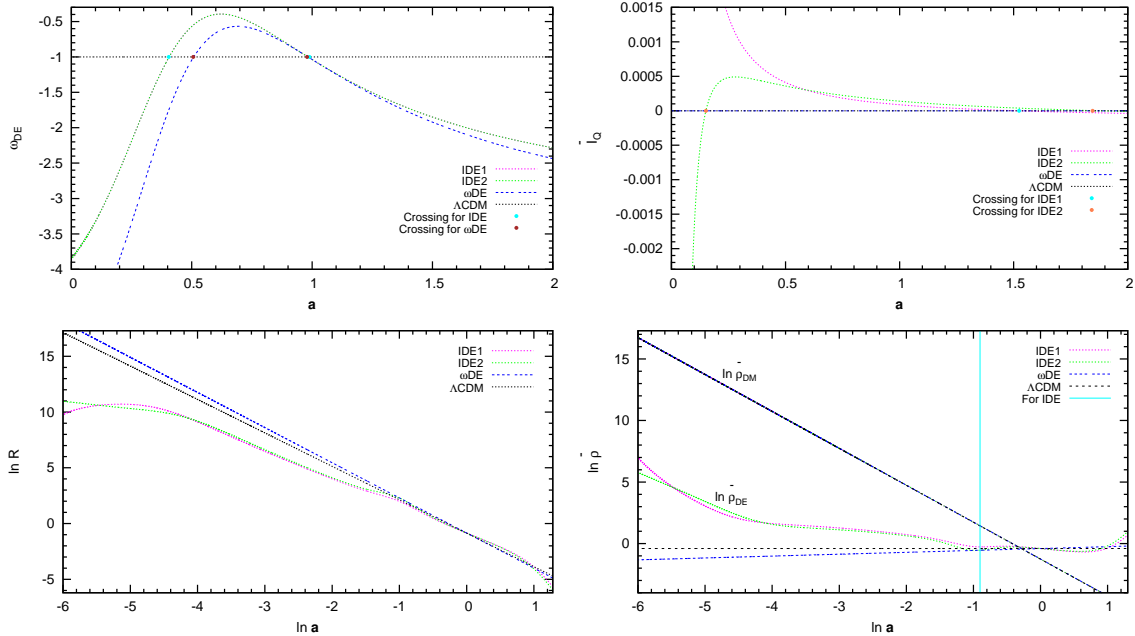 -0.5
-1
-1.5
-2
-2.5
-3
-3.5
-4
0
0.5
1
1.5
2
ωDE
a
IDE1
IDE2
ωDE
ΛCDM
Crossing for IDE
Crossing for ωDE
0.0015
0.001
0.0005
0
-0.0005
-0.001
-0.0015
-0.002
0
0.5
1
1.5
2
ĪQ
a
IDE1
IDE2
ωDE
ΛCDM
Crossing for IDE1
Crossing for IDE2
15
10
5
0
-5
-6
-5
-4
-3
-2
-1
0
1
ln R
ln a
IDE1
IDE2
ωDE
ΛCDM
15
10
5
0
-6
-5
-4
-3
-2
-1
0
1
ln ρ̄
ln a
ln ρ̄DM
ln ρ̄DE
IDE1
IDE2
ωDE
ΛCDM
For IDE